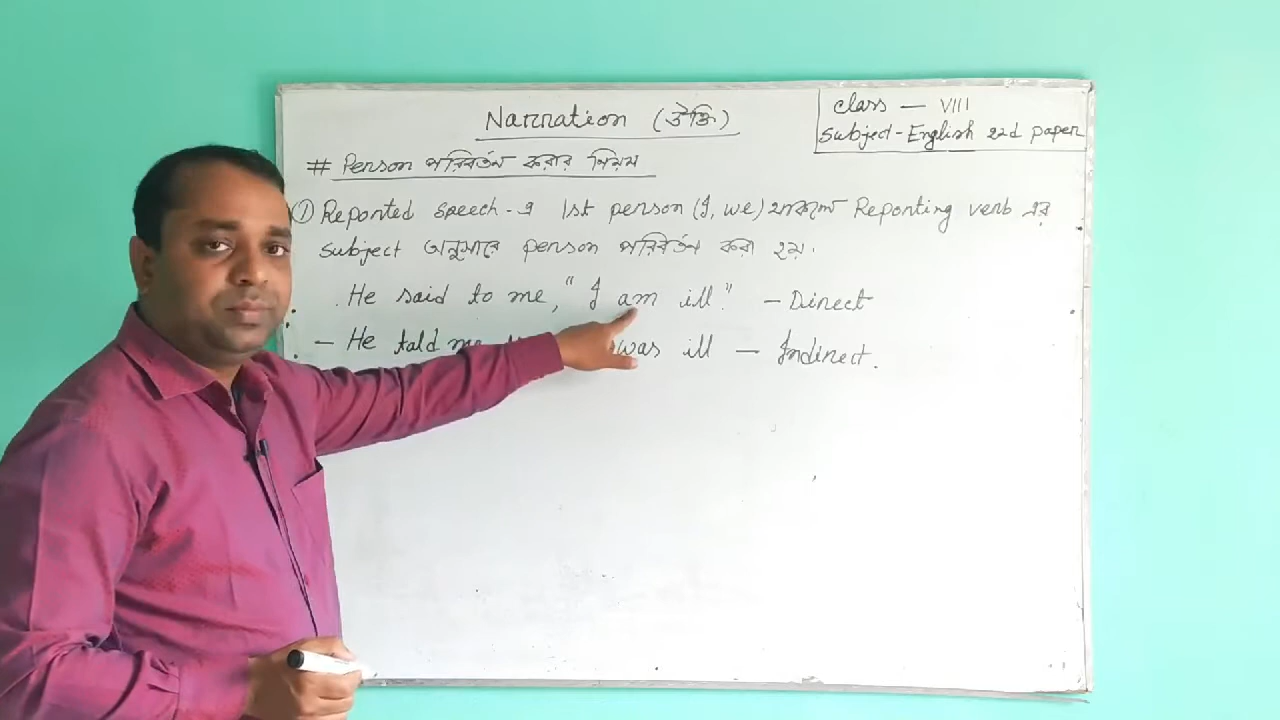 Narration (উক্তি)
Class — VIII
Subject - English 2nd paper
# Person পরিবর্তন করার নিয়ম
① Reported speech - এ 1st person (I, we) থাকলে Reporting verb এর
subject অনুসারে person পরিবর্তন করা হয়.
He said to me, "I am ill." — Direct
— He told me was ill — Indirect.